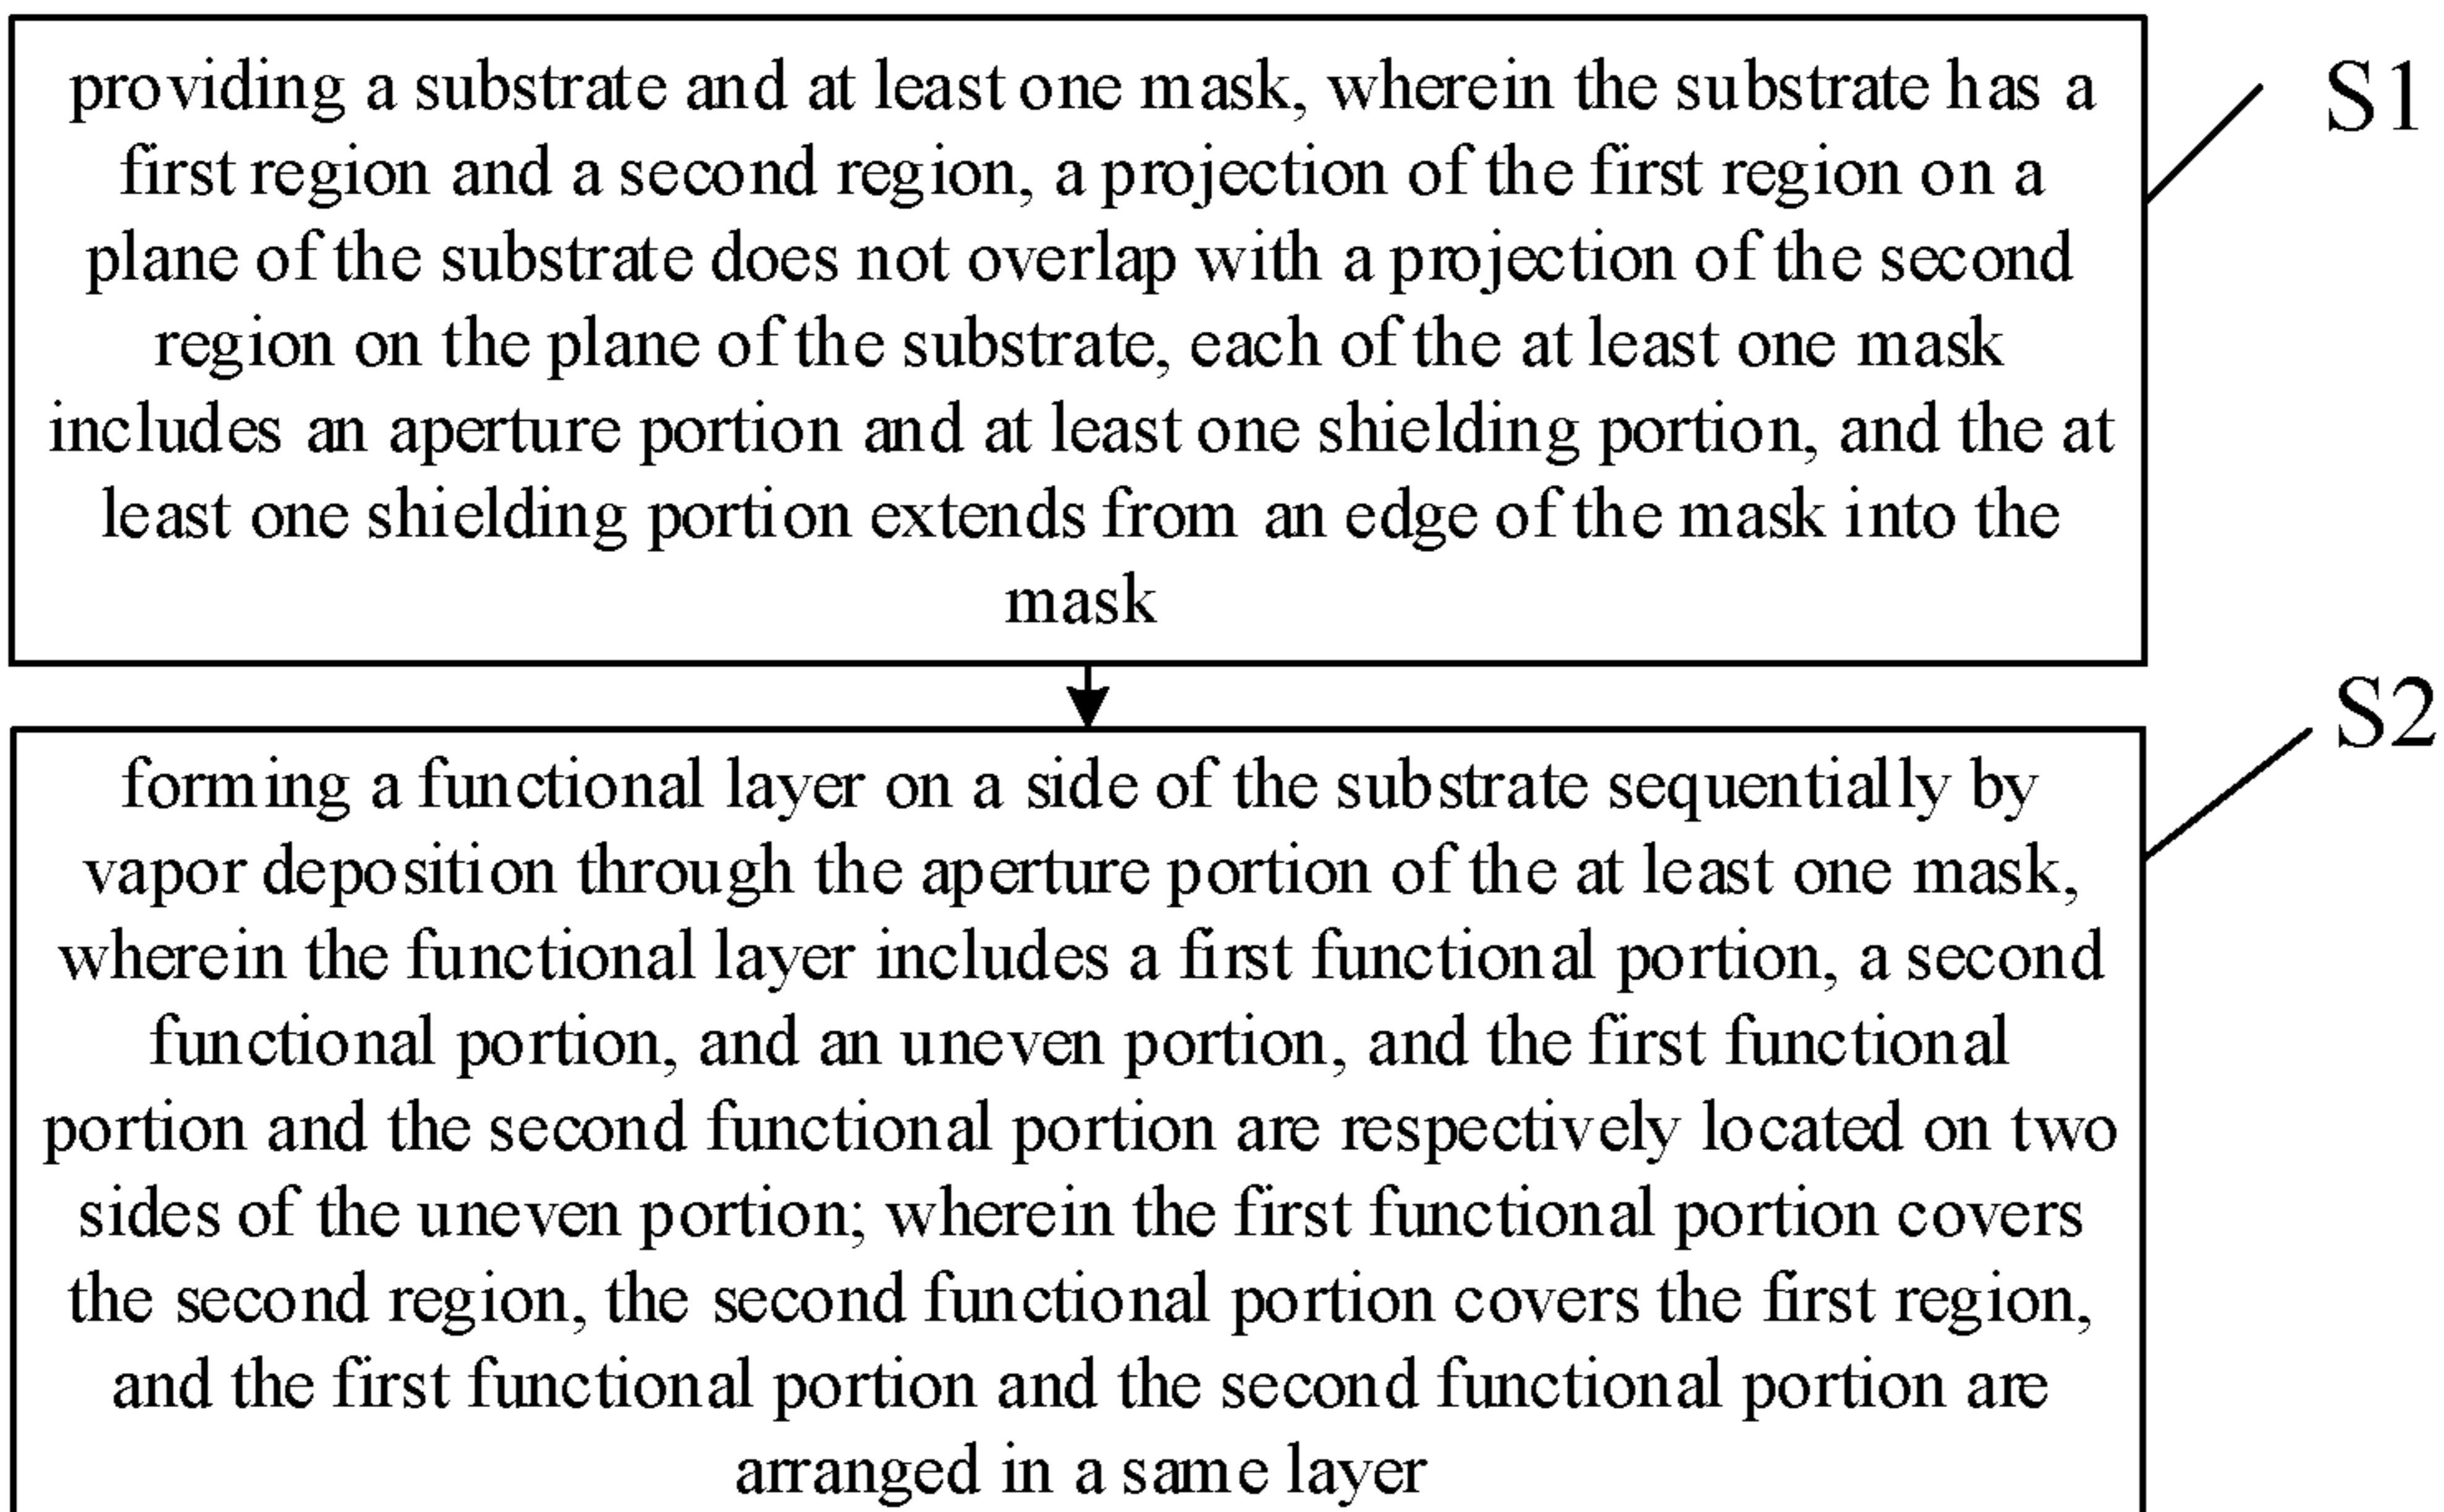 providing a substrate and at least one mask, wherein the substrate has a
first region and a second region, a projection of the first region on a
plane of the substrate does not overlap with a projection of the second
region on the plane of the substrate, each of the at least one mask
includes an aperture portion and at least one shielding portion, and the at
least one shielding portion extends from an edge of the mask into the
mask
S1
forming a functional layer on a side of the substrate sequentially by
vapor deposition through the aperture portion of the at least one mask,
wherein the functional layer includes a first functional portion, a second
functional portion, and an uneven portion, and the first functional
portion and the second functional portion are respectively located on two
sides of the uneven portion; wherein the first functional portion covers
the second region, the second functional portion covers the first region,
and the first functional portion and the second functional portion are
arranged in a same layer
S2